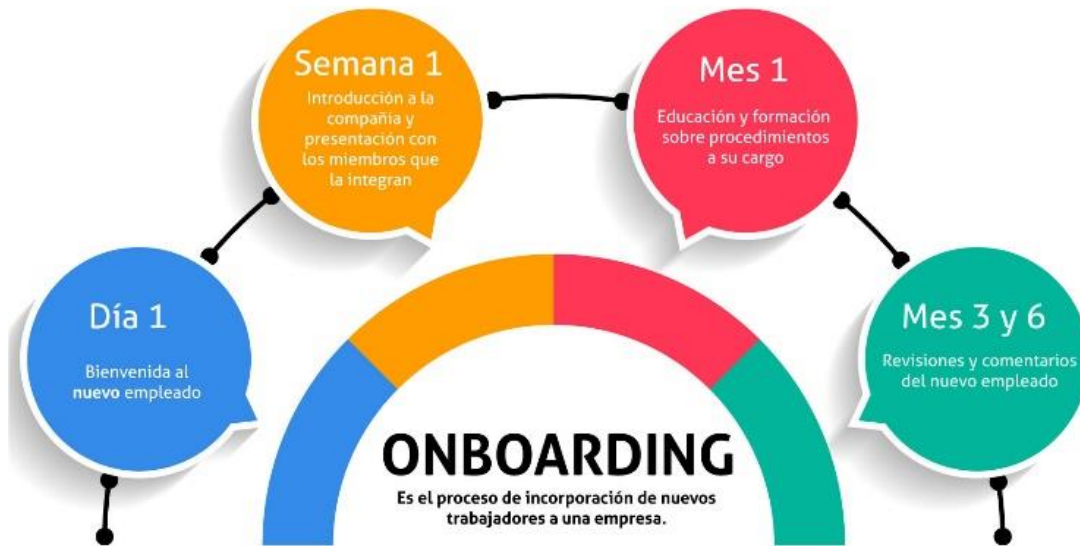 Día 1
Bienvenida al
nuevo empleado
Semana 1
Introducción a la
compañia y
presentación con
los miembros que
la integran
Mes 1
Educación y formación
sobre procedimientos
a su cargo
Mes 3 y 6
Revisiones y comentarios
del nuevo empleado
ONBOARDING
Es el proceso de incorporación de nuevos
trabajadores a una empresa.